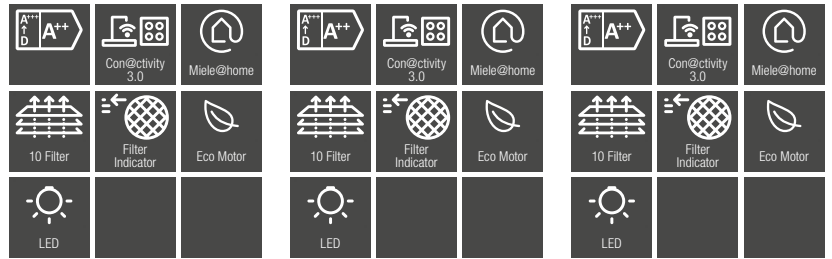 A+++
D
A++
Con@ctivity
3.0
Miele@home
10 Filter
Filter
Indicator
Eco Motor
LED
A+++
D
A++
Con@ctivity
3.0
Miele@home
10 Filter
Filter
Indicator
Eco Motor
LED
A+++
D
A++
Con@ctivity
3.0
Miele@home
10 Filter
Filter
Indicator
Eco Motor
LED